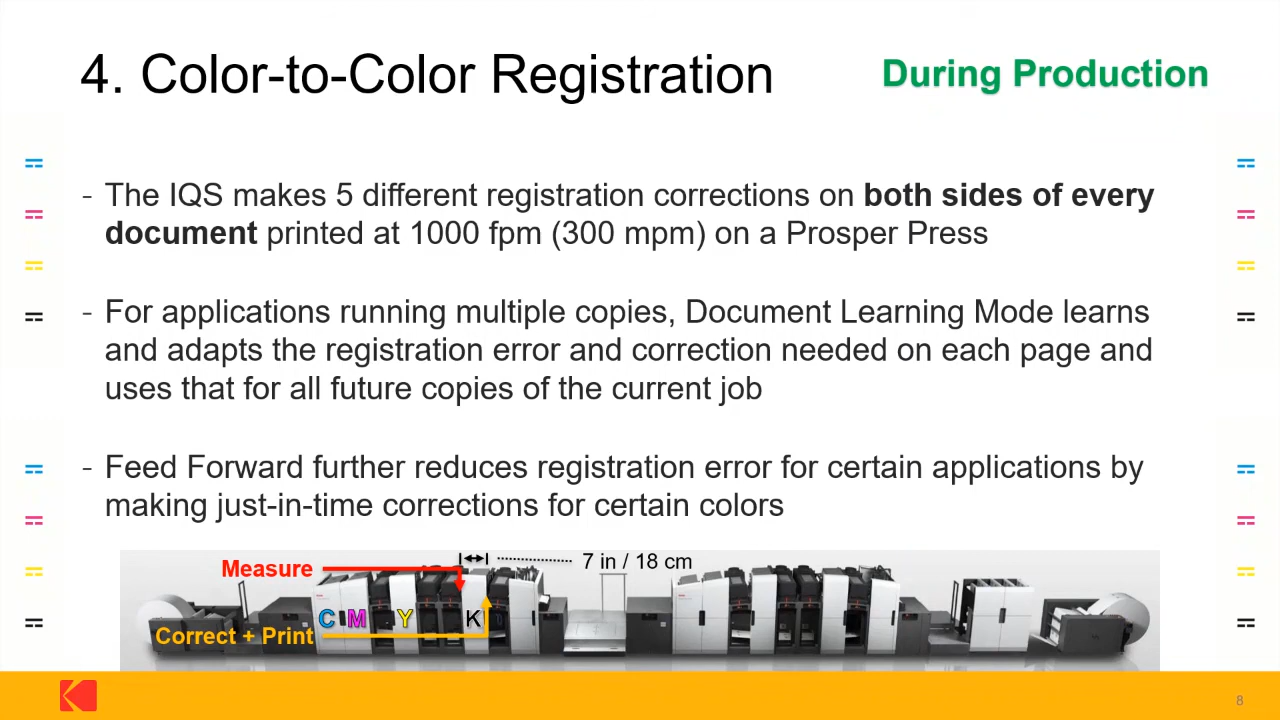 4. Color-to-Color Registration
During Production
- The IQS makes 5 different registration corrections on both sides of every
document printed at 1000 fpm (300 mpm) on a Prosper Press
- For applications running multiple copies, Document Learning Mode learns
and adapts the registration error and correction needed on each page and
uses that for all future copies of the current job
- Feed Forward further reduces registration error for certain applications by
making just-in-time corrections for certain colors
7 in / 18 cm
Measure
C M Y K
Correct + Print
8